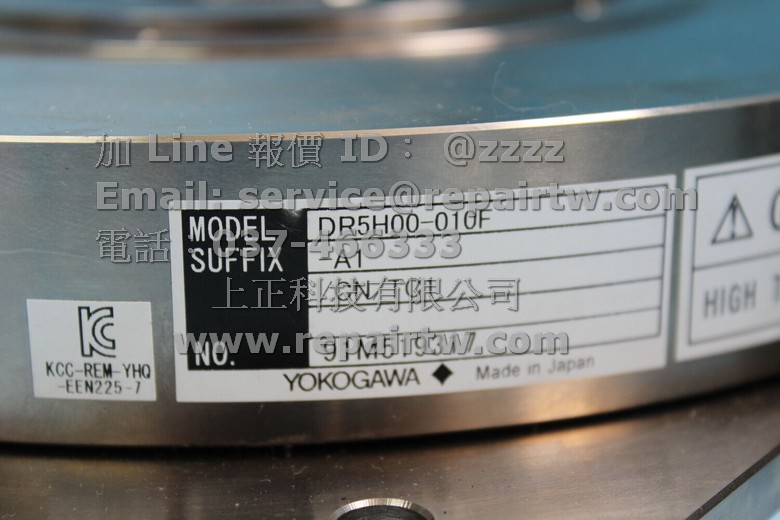 加 Line 報價 ID： @zzzz
Email: service@repairtw.com
電話：037-466333
上正科技有限公司
www.repairtw.com
MODEL DR5H00-010F
SUFFIX -A1
NO.
YOKOGAWA ◆ Made in Japan
KCC-REM-YHQ
-EEN225-7
HIGH